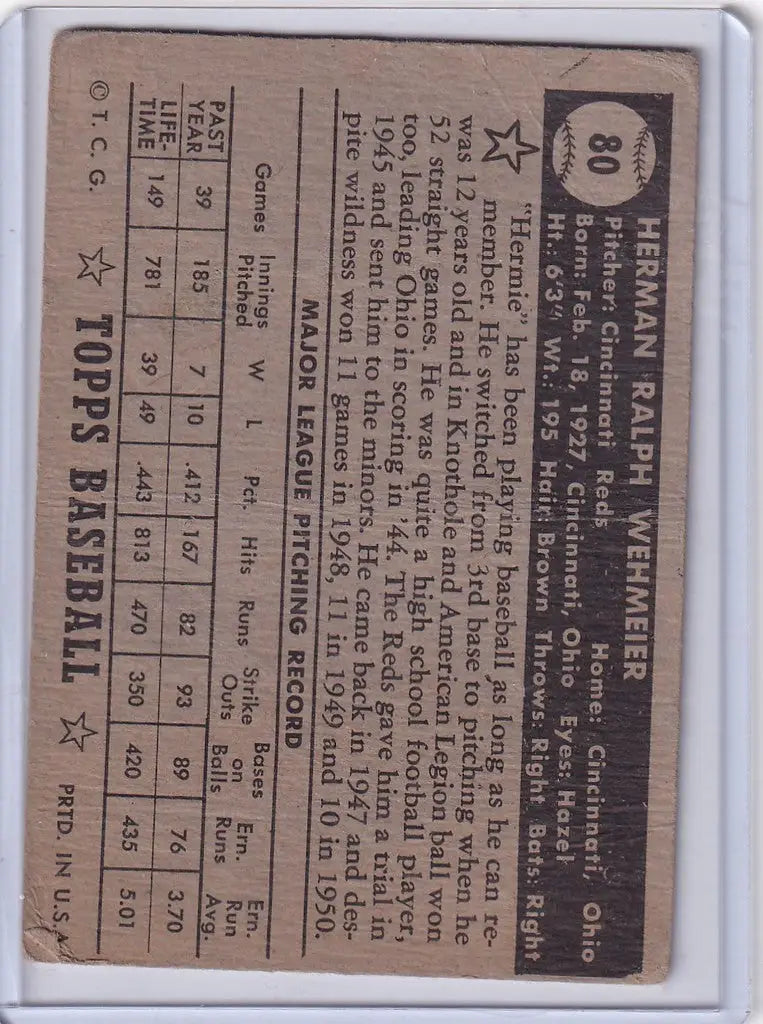 80
HERMAN RALPH WEHMEIER
Pitcher: Cincinnati Reds Home: Cincinnati, Ohio
Born: Feb. 18, 1927, Cincinnati, Ohio Eyes: Hazel
Ht.: 6'3" Wt.: 195 Hair: Brown Throws: Right Bats: Right
"Hermie" has been playing baseball as long as he can re-
member. He switched from 3rd base to pitching when he
was 12 years old and in Knothole and American Legion ball won
52 straight games. He was quite a high school football player,
too, leading Ohio in scoring in '44. The Reds gave him a trial in
1945 and sent him to the minors. He came back in 1947 and des-
pite wildness won 11 games in 1948, 11 in 1949 and 10 in 1950.
MAJOR LEAGUE PITCHING RECORD
Games Innings Pitched W L Pct. Hits Runs Strike Outs Bases on Balls Ern. Runs Ern. Run Avg.
PAST YEAR 39 185 7 10 .412 167 82 93 89 76 3.70
LIFE-TIME 149 781 39 49 .443 813 470 350 420 435 5.01
© T. C. G. TOPPS BASEBALL PRTD. IN U.S.A